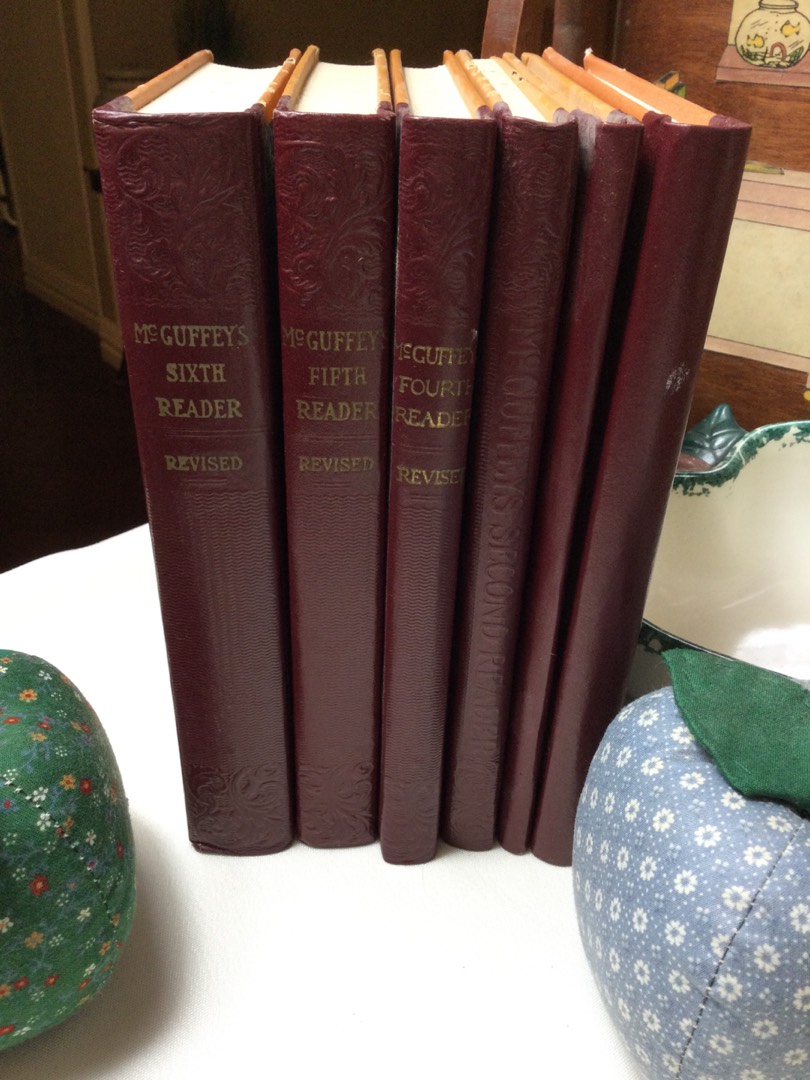 McGUFFEY'S
SIXTH
READER
REVISED
McGUFFEY'S
FIFTH
READER
REVISED
McGUFFEY
FOURTH
READER
REVISED
McGUFFEY'S SECOND READER